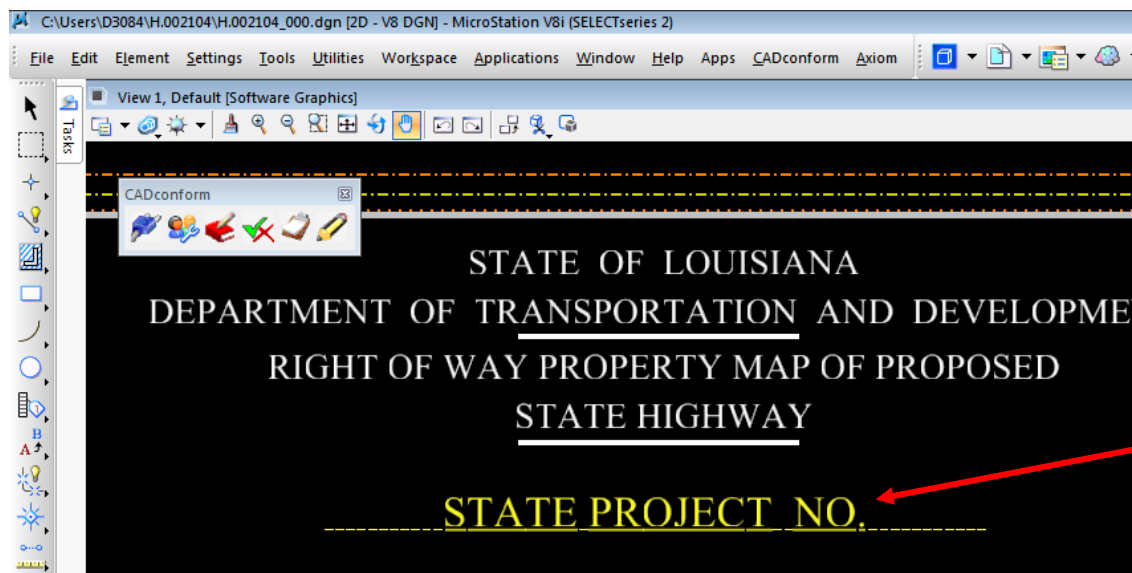 C:\Users\D3084\H.002104\H.002104_000.dgn [2D - V8 DGN] - MicroStation V8i (SELECTseries 2)
File Edit Element Settings Tools Utilities Workspace Applications Window Help Apps CADconform Axiom
View 1, Default [Software Graphics]
Tasks
CADconform
STATE OF LOUISIANA
DEPARTMENT OF TRANSPORTATION AND DEVELOPME
RIGHT OF WAY PROPERTY MAP OF PROPOSED
STATE HIGHWAY
STATE PROJECT NO.